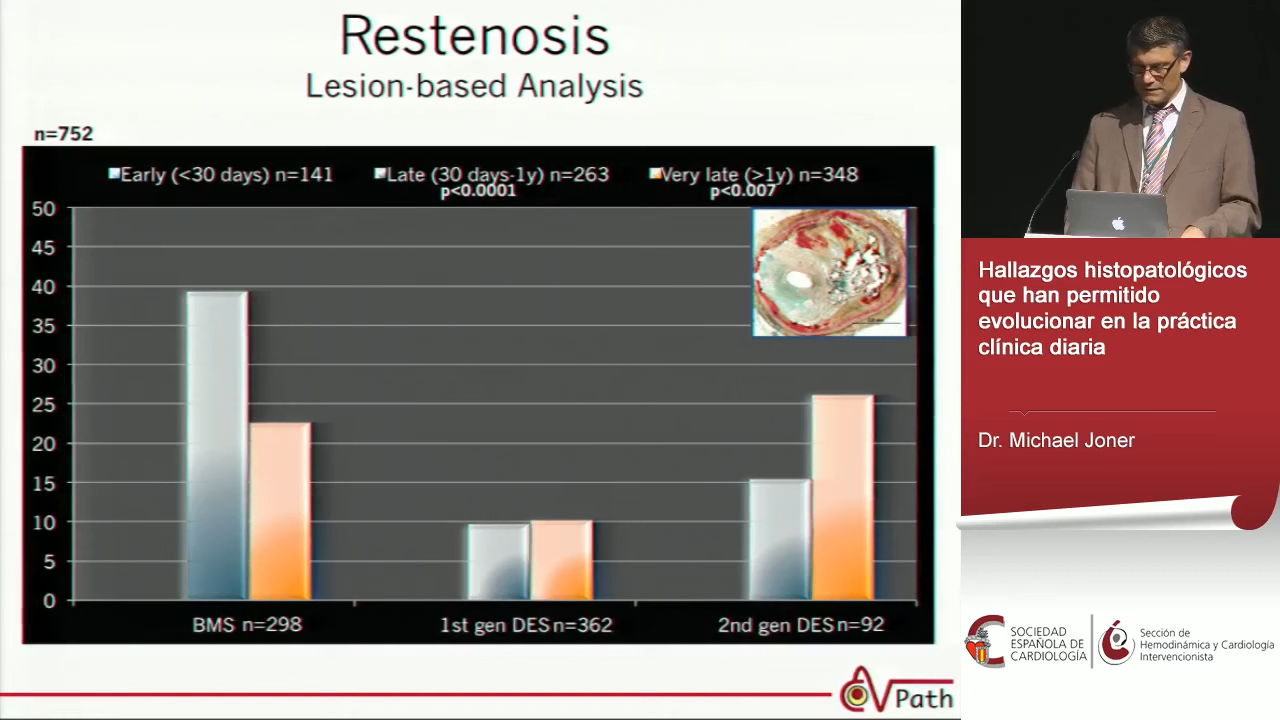 Restenosis
Lesion-based Analysis
n=752
Early (<30 days) n=141
Late (30 days-1y) n=263
Very late (>1y) n=348
p<0.0001
p<0.007
50
45
40
35
30
25
20
15
10
5
0
BMS n=298
1st gen DES n=362
2nd gen DES n=92
CV Path
Hallazgos histopatológicos
que han permitido
evolucionar en la práctica
clínica diaria
Dr. Michael Joner
SOCIEDAD
ESPAÑOLA DE
CARDIOLOGÍA
Sección de
Hemodinámica y Cardiología
Intervencionista